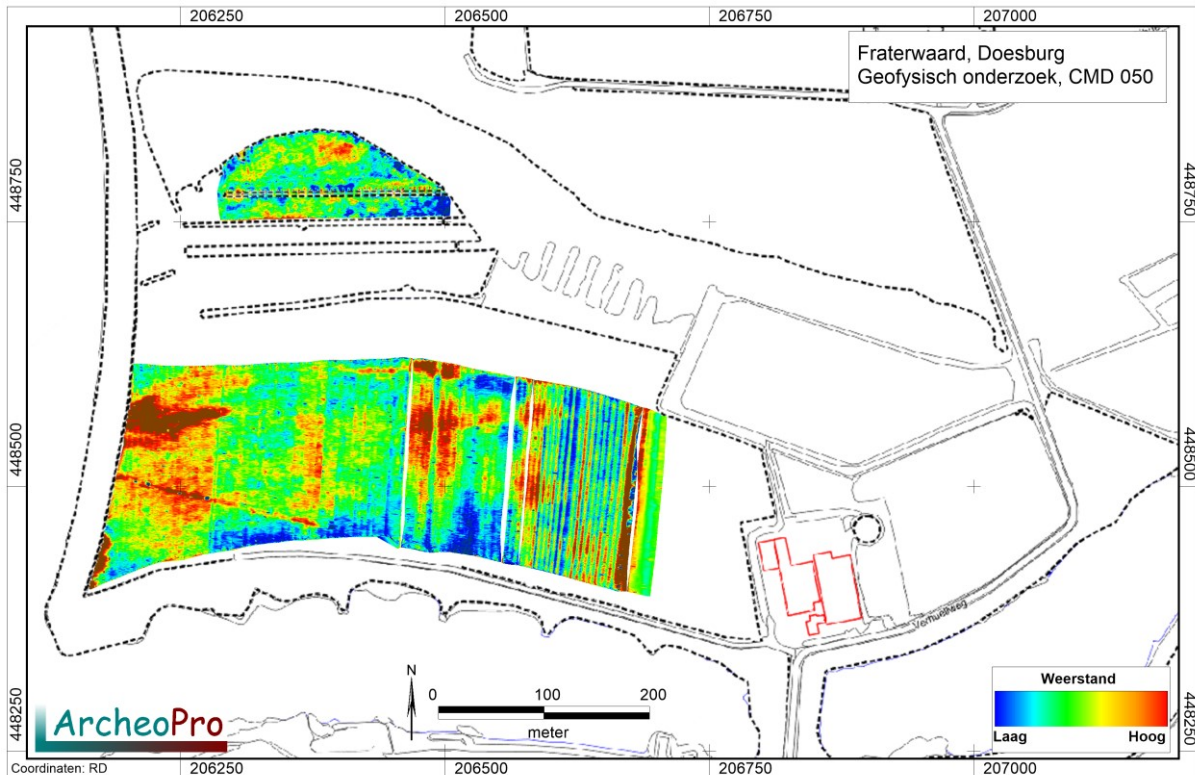 206250 206500 206750 207000
Fraterwaard, Doesburg
Geofysisch onderzoek, CMD 050
448750 448750
448500 448500
Verhuellweg
N
0 100 200
meter
Weerstand
Laag Hoog
448250 448250
ArcheoPro
Coordinaten: RD
206250 206500 206750 207000